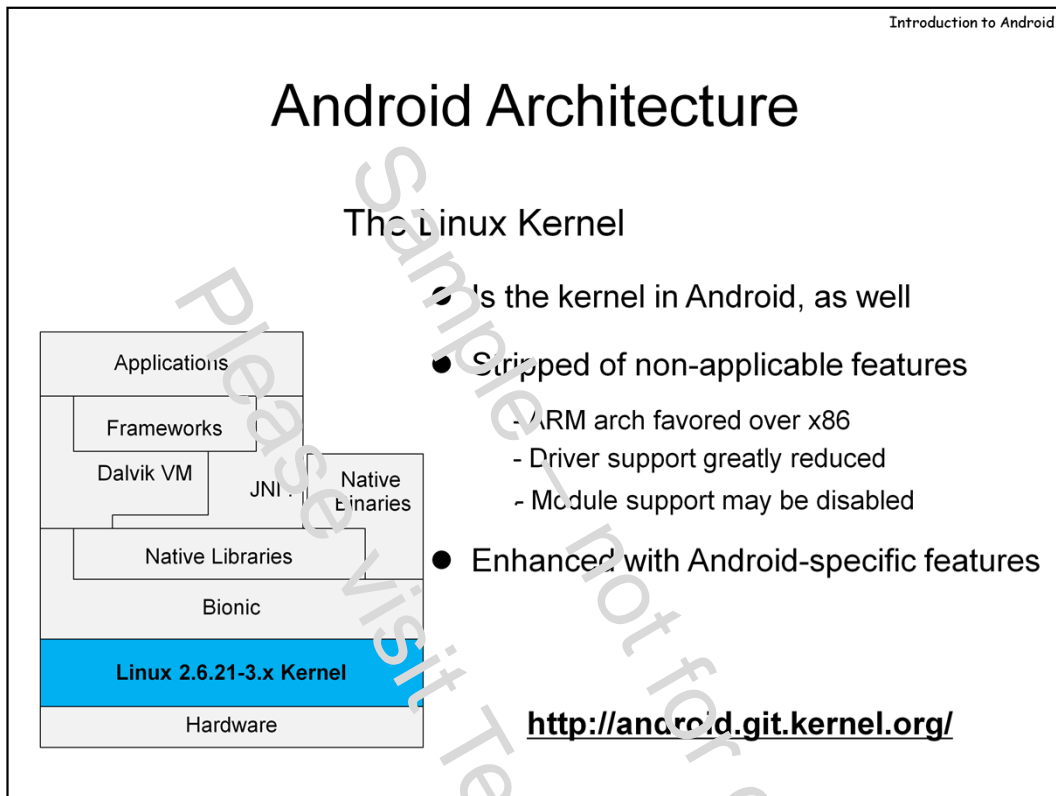 Introduction to Android
Android Architecture
The Linux Kernel
● Is the kernel in Android, as well
● Stripped of non-applicable features
- ARM arch favored over x86
- Driver support greatly reduced
- Module support may be disabled
● Enhanced with Android-specific features
http://android.git.kernel.org/
Applications
Frameworks
Dalvik VM
JNI
Native
Binaries
Native Libraries
Bionic
Linux 2.6.21-3.x Kernel
Hardware
Sample – not for
Please visit Te